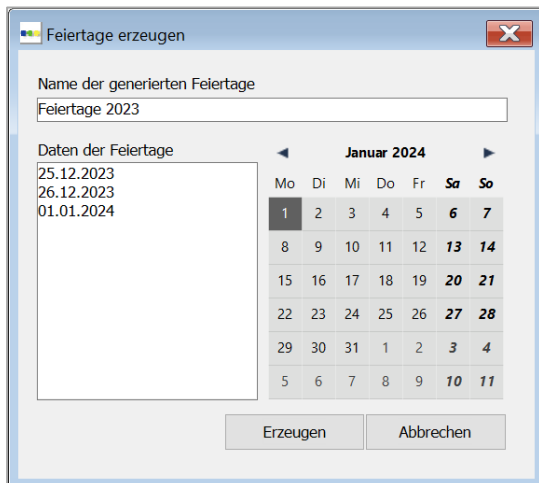 Feiertage erzeugen
Name der generierten Feiertage
Feiertage 2023
Daten der Feiertage
25.12.2023
26.12.2023
01.01.2024
Januar 2024
Mo Di Mi Do Fr Sa So
1 2 3 4 5 6 7
8 9 10 11 12 13 14
15 16 17 18 19 20 21
22 23 24 25 26 27 28
29 30 31 1 2 3 4
5 6 7 8 9 10 11
Erzeugen Abbrechen